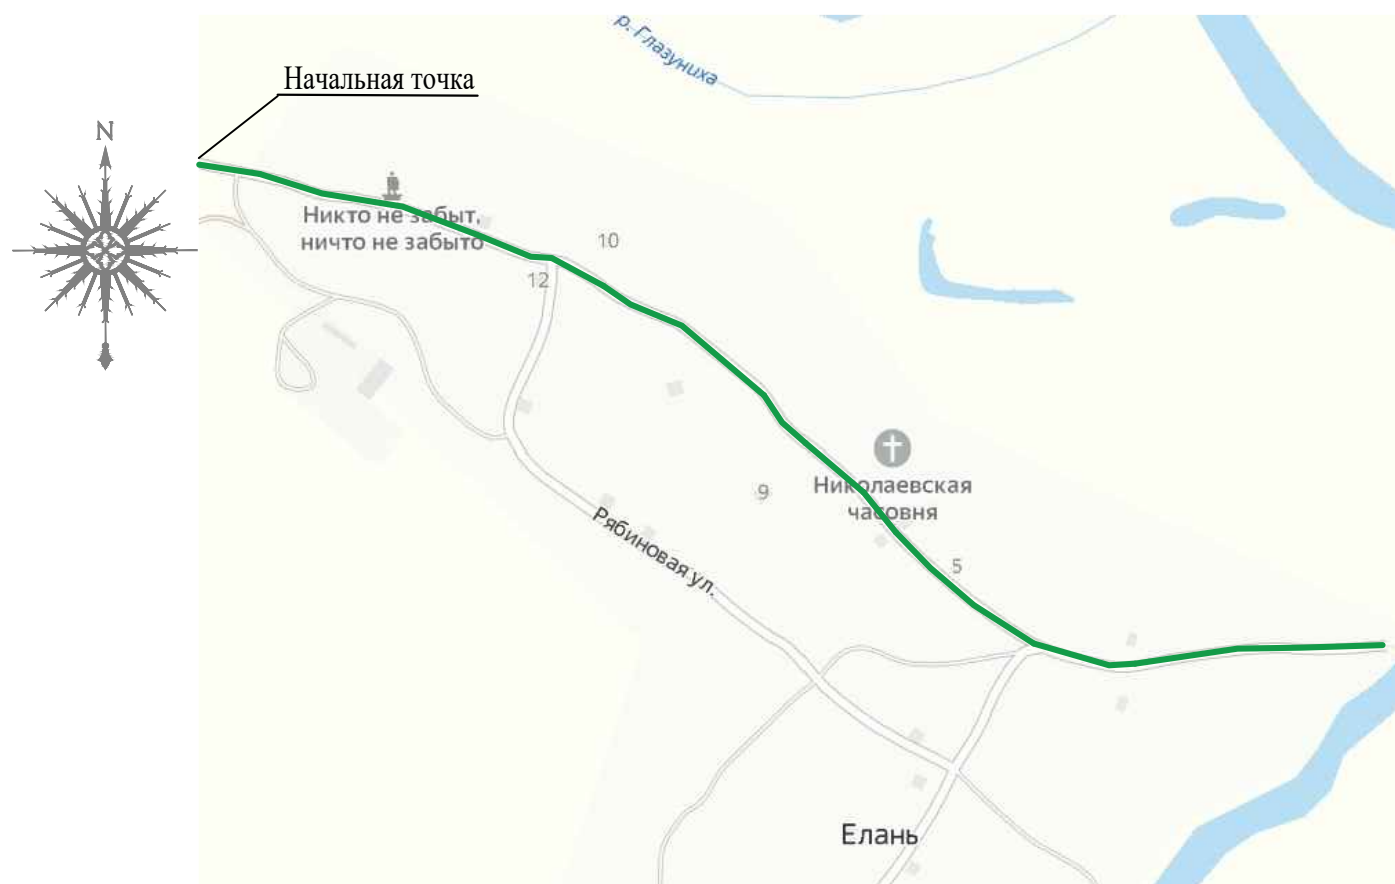 р. Глазуниха
Начальная точка
N
Никто не забыт,
ничто не забыто
10
12
9
Николаевская
часовня
5
Рябиновая ул.
Елань